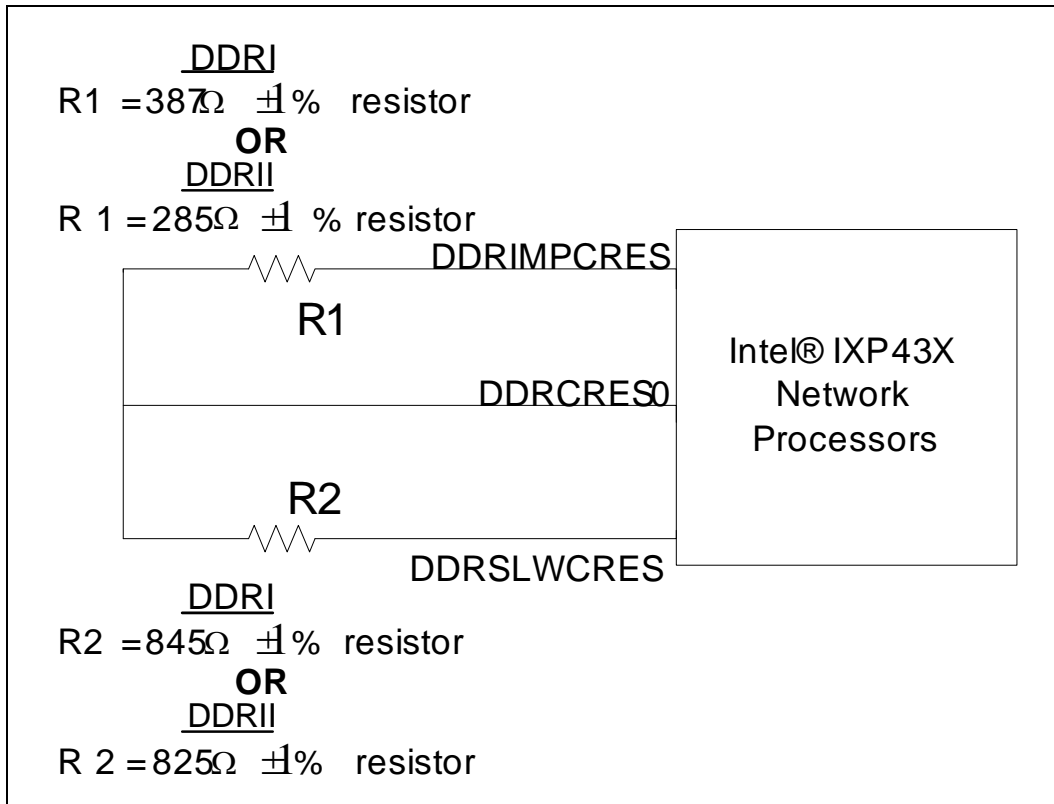 DDRI
R1 =387Ω ±1% resistor
OR
DDRII
R 1 =285Ω ±1 % resistor
DDRIMPCRES
R1
Intel® IXP43X
Network
Processors
DDRCRES0
R2
DDRSLWCRES
DDRI
R2 =845Ω ±1% resistor
OR
DDRII
R 2 =825Ω ±1% resistor